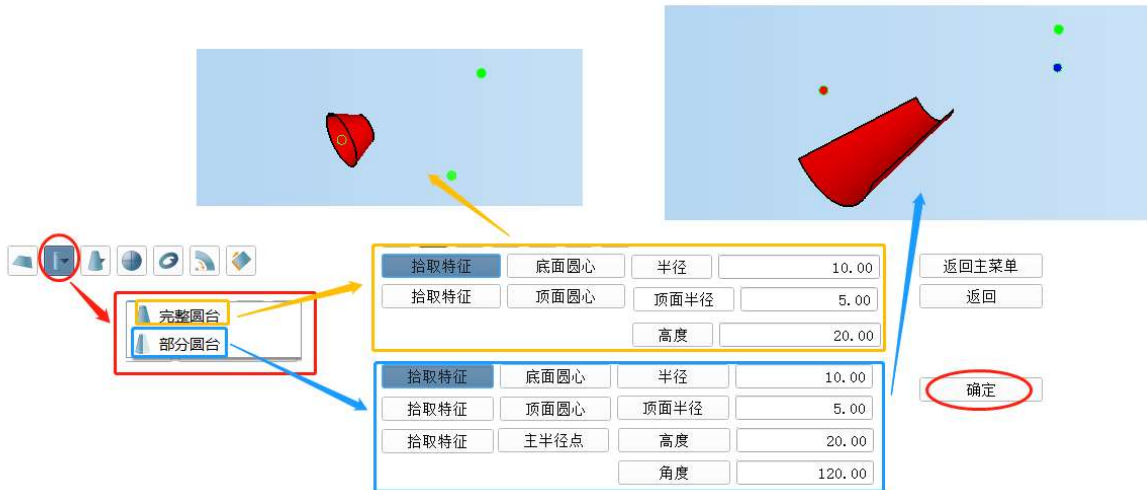 拾取特征 底面圆心 半径 10.00 返回主菜单
拾取特征 顶面圆心 顶面半径 5.00 返回
完整圆台
高度 20.00
部分圆台
拾取特征 底面圆心 半径 10.00
确定
拾取特征 顶面圆心 顶面半径 5.00
拾取特征 主半径点 高度 20.00
角度 120.00